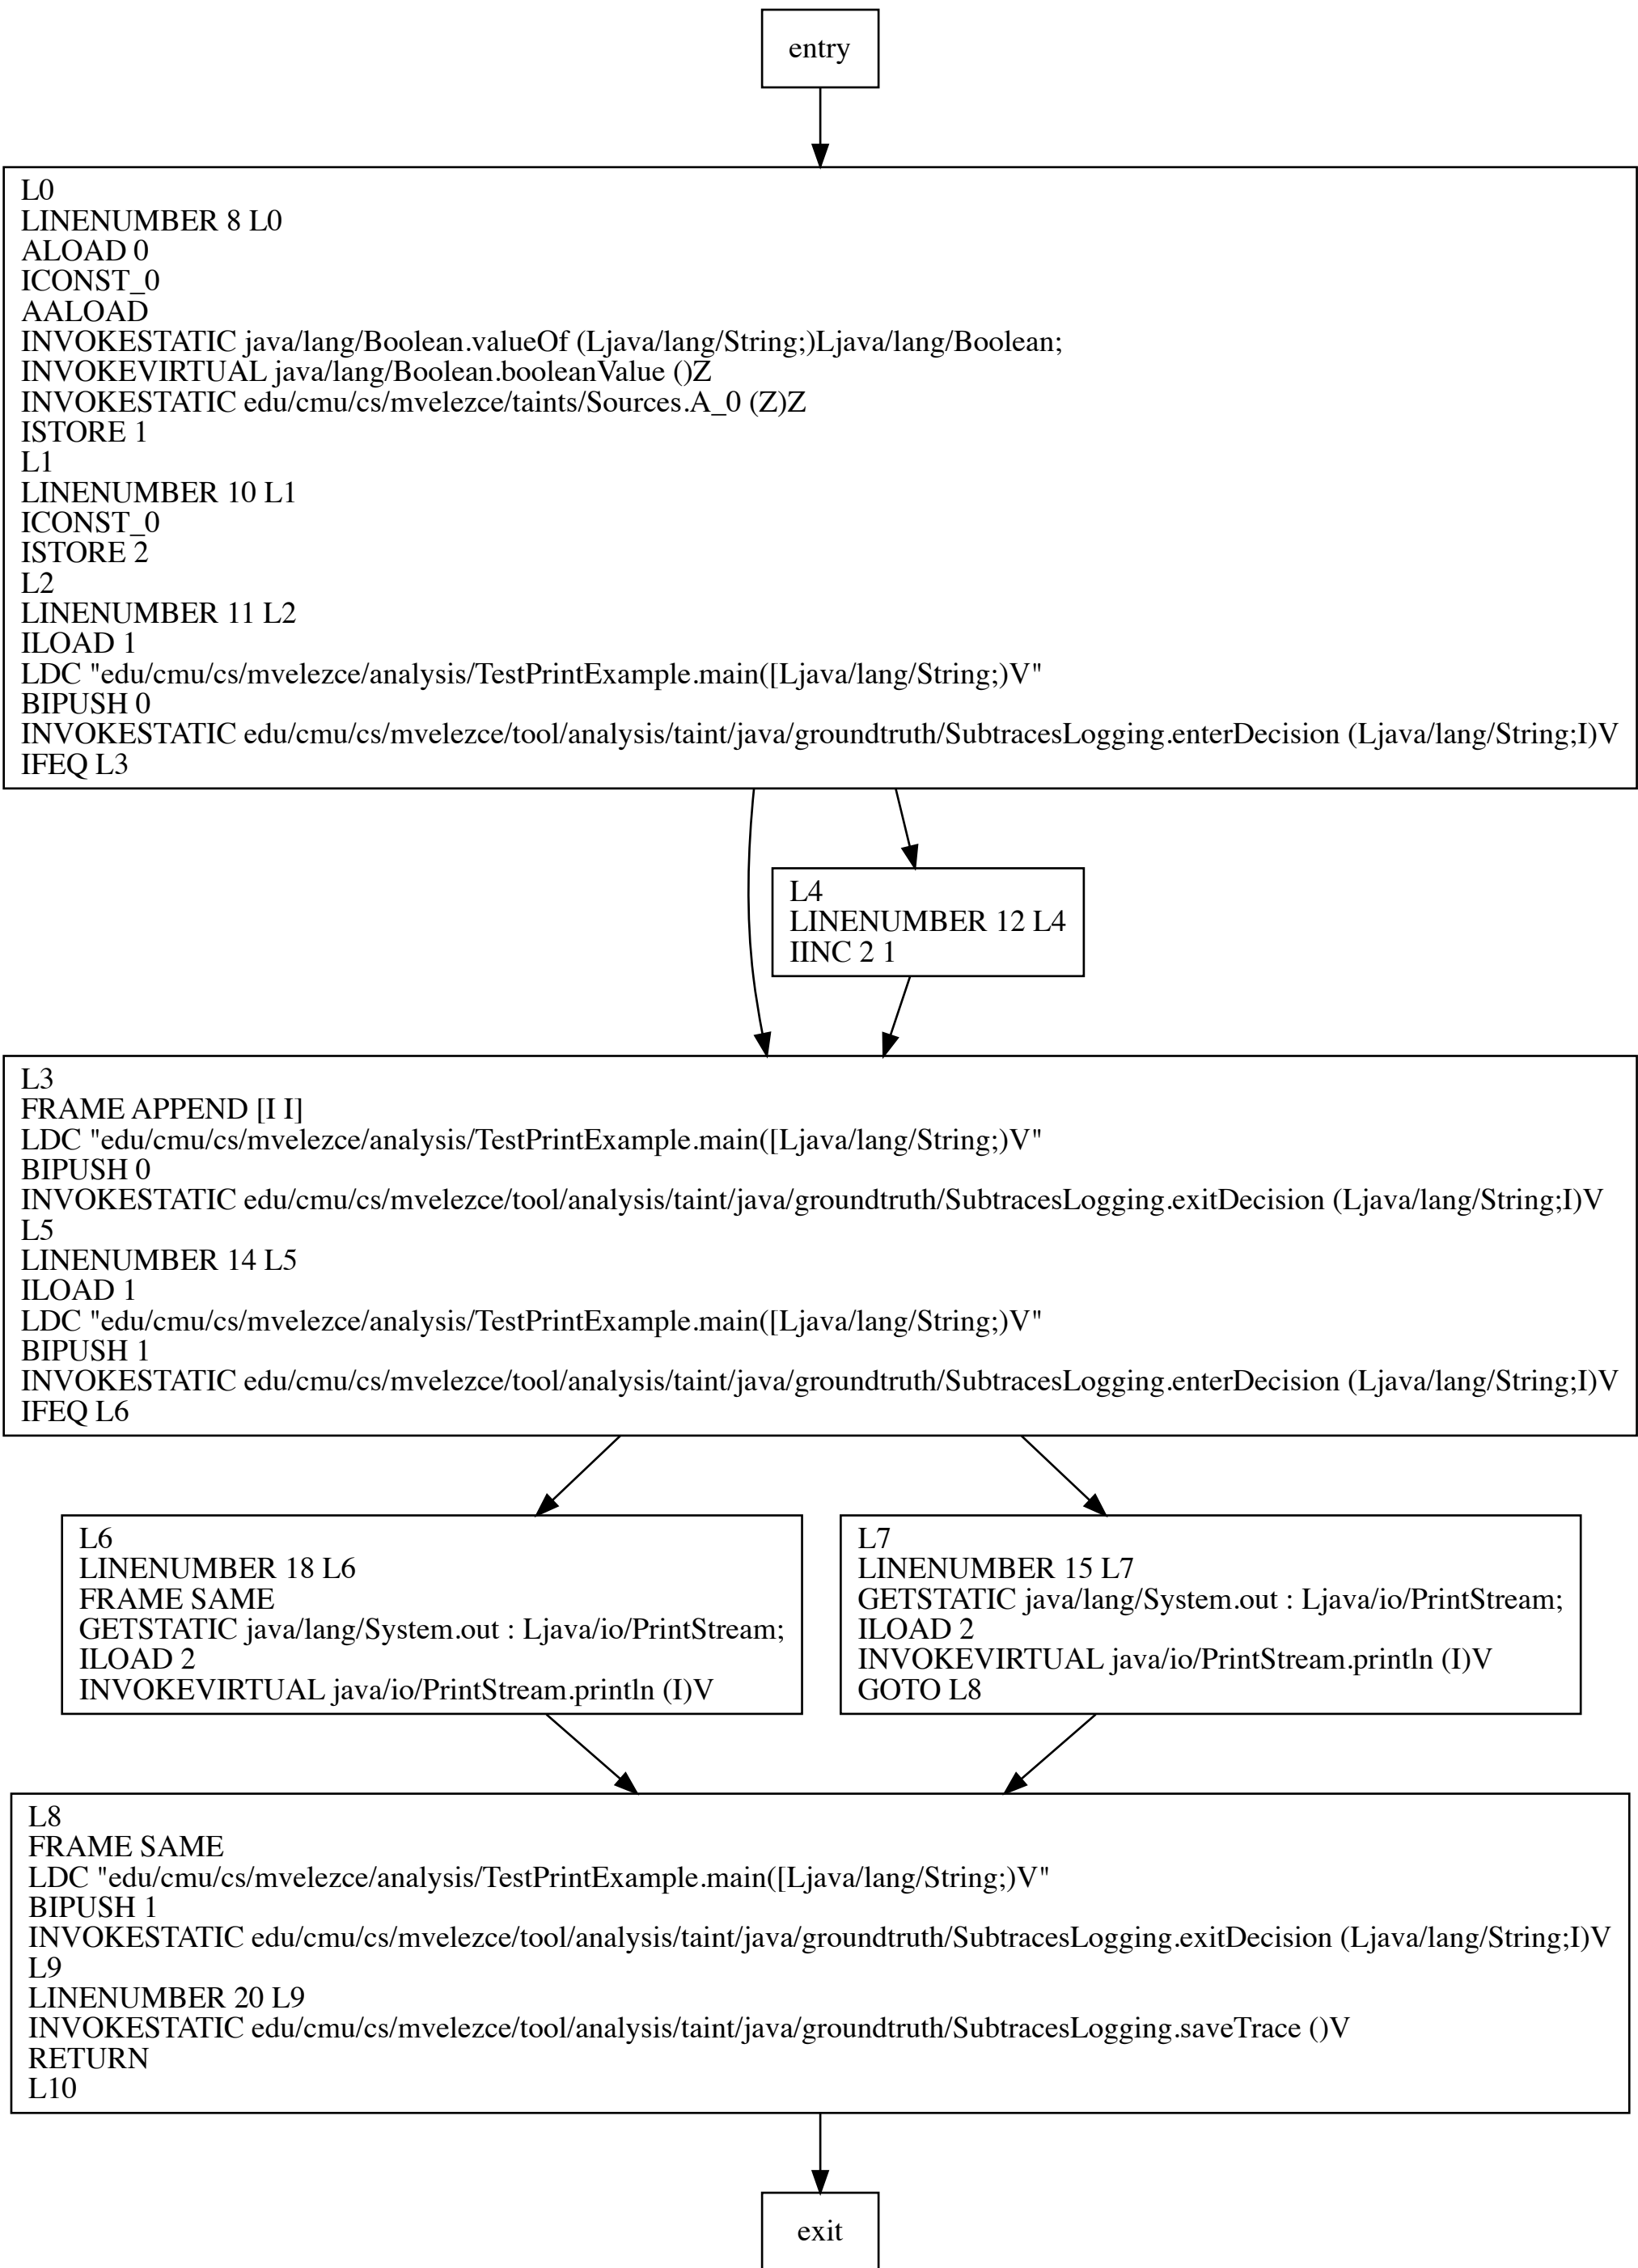 entry
L0
LINENUMBER 8 L0
ALOAD 0
ICONST_0
AALOAD
INVOKESTATIC java/lang/Boolean.valueOf (Ljava/lang/String;)Ljava/lang/Boolean;
INVOKEVIRTUAL java/lang/Boolean.booleanValue ()Z
INVOKESTATIC edu/cmu/cs/mvelezce/taints/Sources.A_0 (Z)Z
ISTORE 1
L1
LINENUMBER 10 L1
ICONST_0
ISTORE 2
L2
LINENUMBER 11 L2
ILOAD 1
LDC "edu/cmu/cs/mvelezce/analysis/TestPrintExample.main([Ljava/lang/String;)V"
BIPUSH 0
INVOKESTATIC edu/cmu/cs/mvelezce/tool/analysis/taint/java/groundtruth/SubtracesLogging.enterDecision (Ljava/lang/String;I)V
IFEQ L3
L4
LINENUMBER 12 L4
IINC 2 1
L3
FRAME APPEND [I I]
LDC "edu/cmu/cs/mvelezce/analysis/TestPrintExample.main([Ljava/lang/String;)V"
BIPUSH 0
INVOKESTATIC edu/cmu/cs/mvelezce/tool/analysis/taint/java/groundtruth/SubtracesLogging.exitDecision (Ljava/lang/String;I)V
L5
LINENUMBER 14 L5
ILOAD 1
LDC "edu/cmu/cs/mvelezce/analysis/TestPrintExample.main([Ljava/lang/String;)V"
BIPUSH 1
INVOKESTATIC edu/cmu/cs/mvelezce/tool/analysis/taint/java/groundtruth/SubtracesLogging.enterDecision (Ljava/lang/String;I)V
IFEQ L6
L6
LINENUMBER 18 L6
FRAME SAME
GETSTATIC java/lang/System.out : Ljava/io/PrintStream;
ILOAD 2
INVOKEVIRTUAL java/io/PrintStream.println (I)V
L7
LINENUMBER 15 L7
GETSTATIC java/lang/System.out : Ljava/io/PrintStream;
ILOAD 2
INVOKEVIRTUAL java/io/PrintStream.println (I)V
GOTO L8
L8
FRAME SAME
LDC "edu/cmu/cs/mvelezce/analysis/TestPrintExample.main([Ljava/lang/String;)V"
BIPUSH 1
INVOKESTATIC edu/cmu/cs/mvelezce/tool/analysis/taint/java/groundtruth/SubtracesLogging.exitDecision (Ljava/lang/String;I)V
L9
LINENUMBER 20 L9
INVOKESTATIC edu/cmu/cs/mvelezce/tool/analysis/taint/java/groundtruth/SubtracesLogging.saveTrace ()V
RETURN
L10
exit